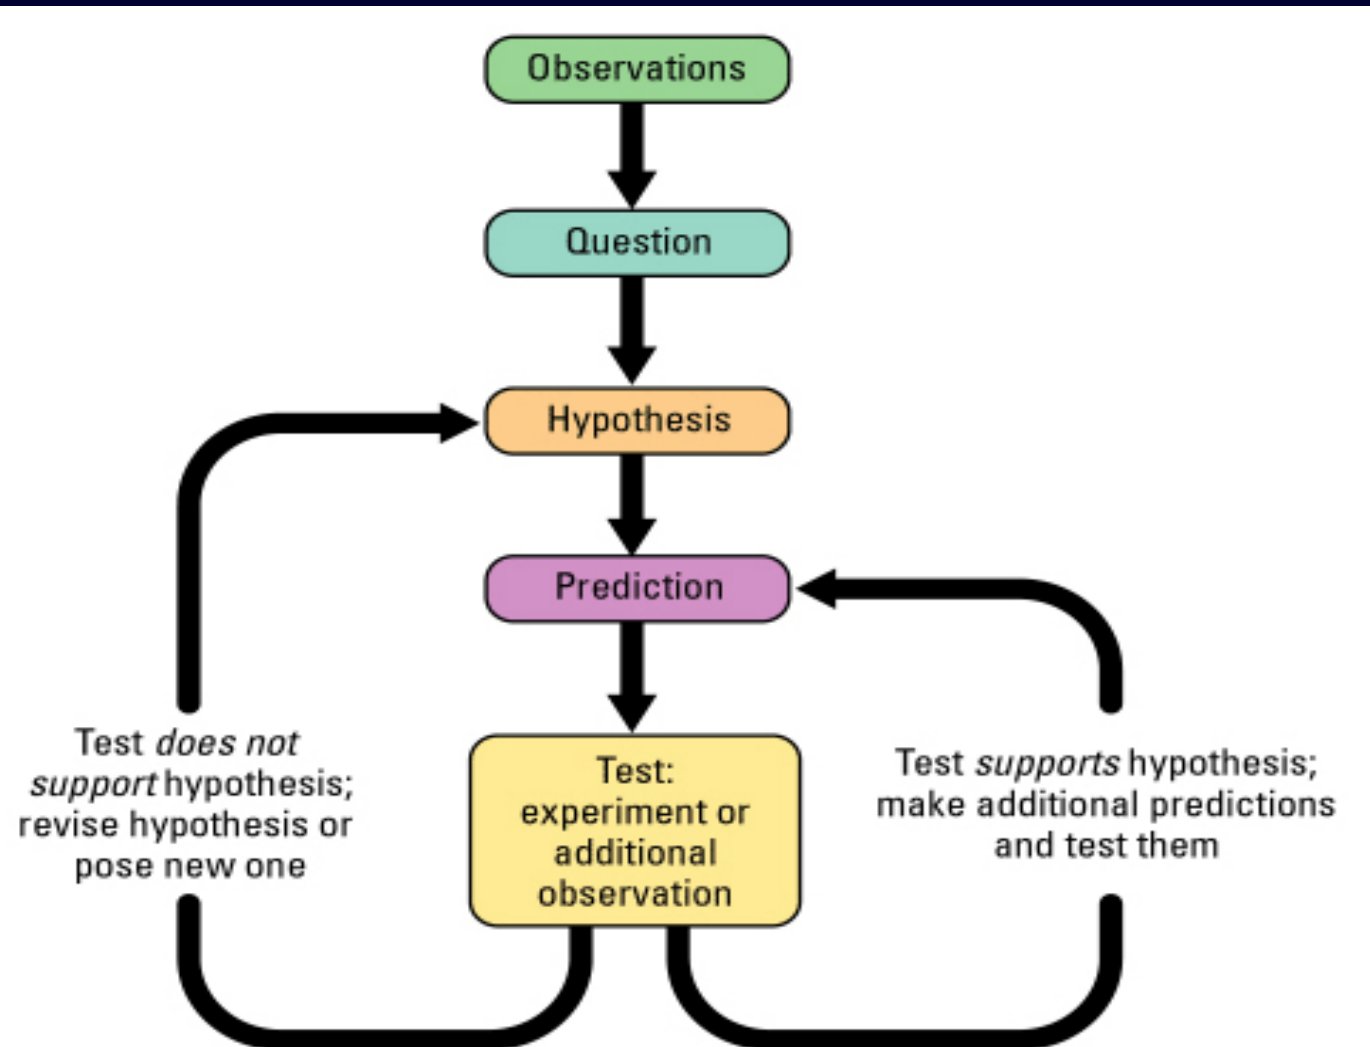 Observations
Question
Hypothesis
Prediction
Test:
experiment or
additional
observation
Test does not
support hypothesis;
revise hypothesis or
pose new one
Test supports hypothesis;
make additional predictions
and test them